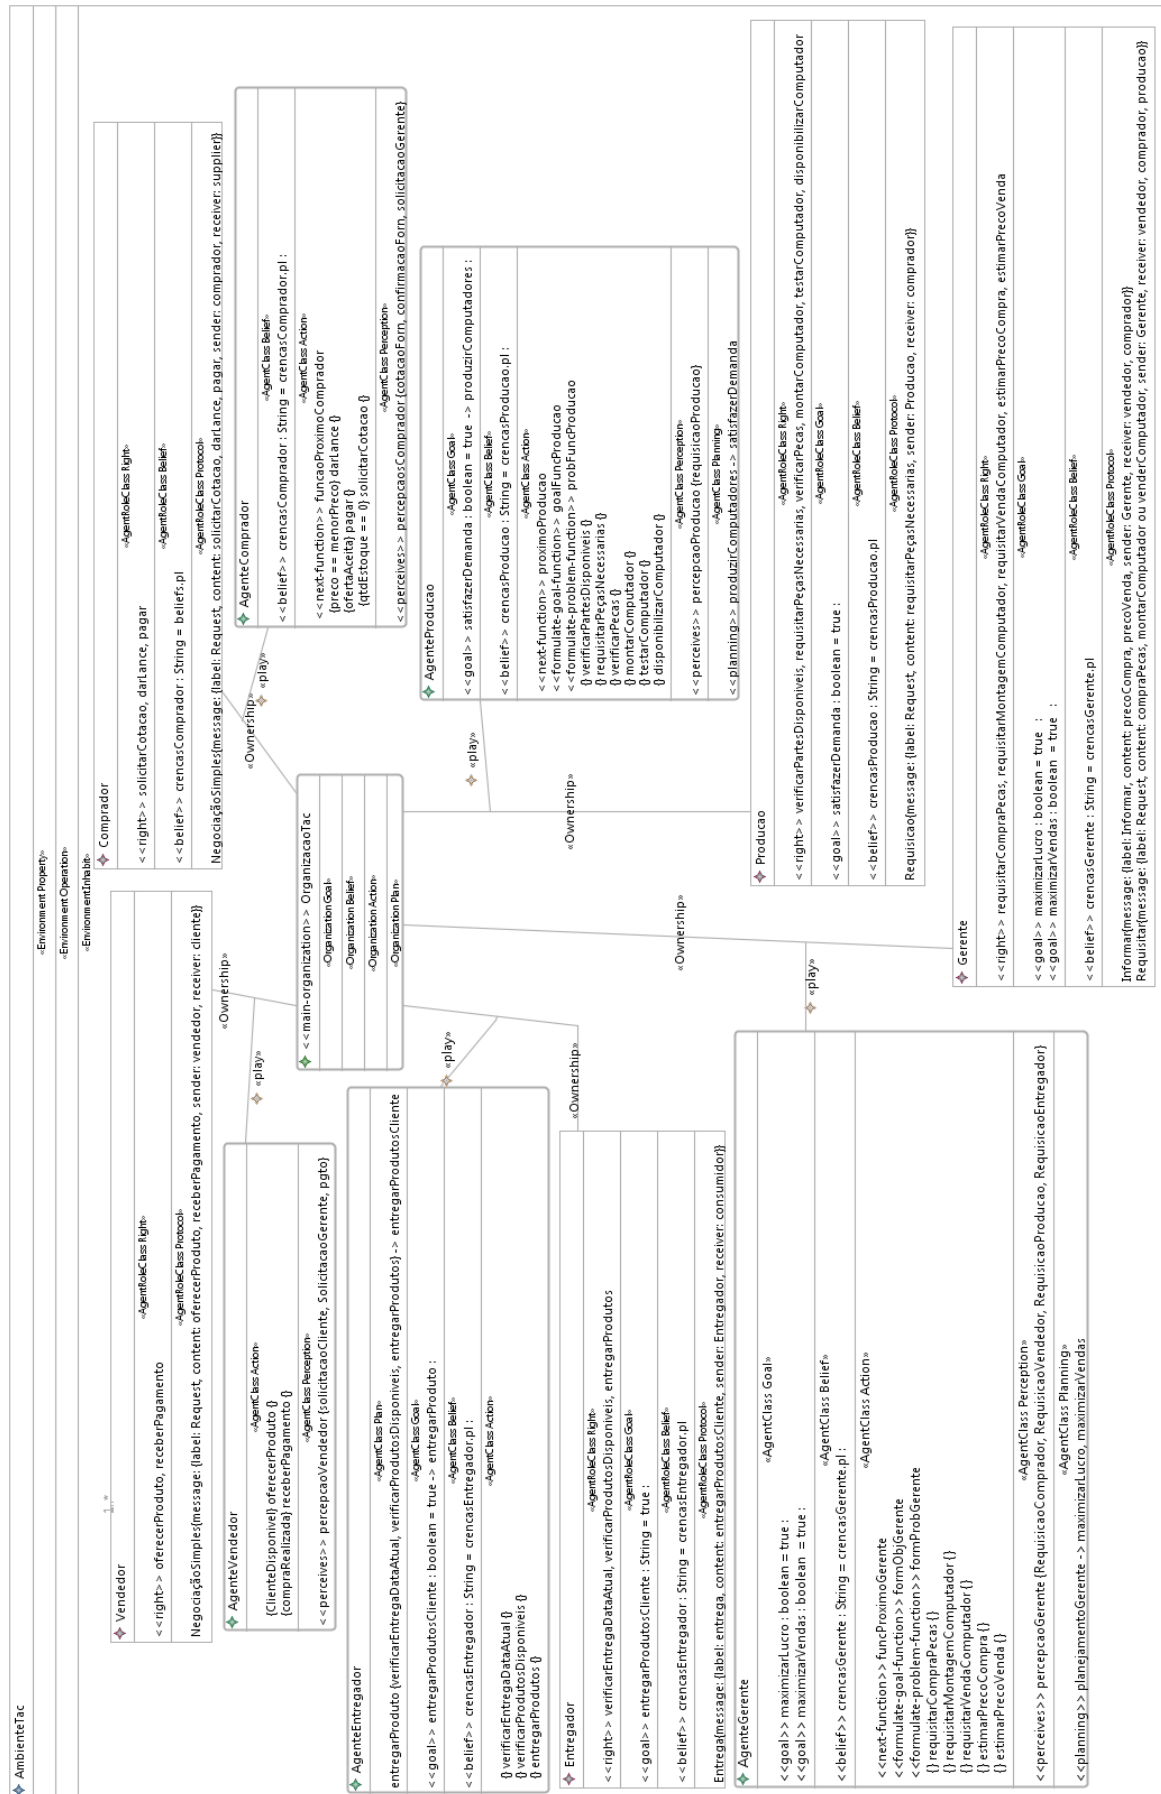 AmbienteTac
«Environment Property»
«Environment Operation»
«EnvironmentInhabit»
1..*
Vendedor
«AgentRoleClass Right»
<<right>> oferecerProduto, receberPagamento
«AgentRoleClass Protocol»
NegociaçãoSimples{message: {label: Request, content: oferecerProduto, receberPagamento, sender: vendedor, receiver: cliente}}
Comprador
«AgentRoleClass Right»
<<right>> solicitarCotacao, darLance, pagar
«AgentRoleClass Belief»
<<belief>> crencasComprador : String = beliefs.pl
«AgentRoleClass Protocol»
NegociaçãoSimples{message: {label: Request, content: solicitarCotacao, darLance, pagar, sender: comprador, receiver: supplier}}
AgenteVendedor
«AgentClass Action»
{ClienteDisponivel} oferecerProduto {}
{compraRealizada} receberPagamento {}
«AgentClass Perception»
<<perceives>> percepcaoVendedor {solicitacaoCliente, SolicitacaoGerente, pgto}
«Ownership»
«play»
<<main-organization>> OrganizacaoTac
«Organization Goal»
«Organization Belief»
«Organization Action»
«Organization Plan»
«Ownership»
«play»
AgenteComprador
«AgentClass Belief»
<<belief>> crencasComprador : String = crencasComprador.pl :
«AgentClass Action»
<<next-function>> funcaoProximoComprador
{preco == menorPreco} darLance {}
{ofertaAceita} pagar {}
{qtdEstoque == 0} solicitarCotacao {}
«AgentClass Perception»
<<perceives>> percepcaosComprador {cotacaoForn, confirmacaoForn, solicitacaoGerente}
AgenteEntregador
«AgentClass Plan»
entregarProduto {verificarEntregaDataAtual, verificarProdutosDisponiveis, entregarProdutos} -> entregarProdutosCliente
«AgentClass Goal»
<<goal>> entregarProdutosCliente : boolean = true -> entregarProduto :
«AgentClass Belief»
<<belief>> crencasEntregador : String = crencasEntregador.pl :
«AgentClass Action»
{} verificarEntregaDataAtual {}
{} verificarProdutosDisponiveis {}
{} entregarProdutos {}
«play»
«Ownership»
AgenteProducao
«AgentClass Goal»
<<goal>> satisfazerDemanda : boolean = true -> produzirComputadores :
«AgentClass Belief»
<<belief>> crencasProducao : String = crencasProducao.pl :
«AgentClass Action»
<<next-function>> proximoProducao
<<formulate-goal-function>> goalFuncProducao
<<formulate-problem-function>> probFuncProducao
{} verificarPartesDisponiveis {}
{} requisitarPeçasNecessarias {}
{} verificarPecas {}
{} montarComputador {}
{} testarComputador {}
{} disponibilizarComputador {}
«AgentClass Perception»
<<perceives>> percepcaoProducao {requisicaoProducao}
«AgentClass Planning»
<<planning>> produzirComputadores -> satisfazerDemanda
«play»
«Ownership»
Entregador
«AgentRoleClass Right»
<<right>> verificarEntregaDataAtual, verificarProdutosDisponiveis, entregarProdutos
«AgentRoleClass Goal»
<<goal>> entregarProdutosCliente : String = true :
«AgentRoleClass Belief»
<<belief>> crencasEntregador : String = crencasEntregador.pl
«AgentRoleClass Protocol»
Entrega{message: {label: entrega, content: entregarProdutosCliente, sender: Entregador, receiver: consumidor}}
«Ownership»
Producao
«AgentRoleClass Right»
<<right>> verificarPartesDisponiveis, requisitarPeçasNecessarias, verificarPecas, montarComputador, testarComputador, disponibilizarComputador
«AgentRoleClass Goal»
<<goal>> satisfazerDemanda : boolean = true :
«AgentRoleClass Belief»
<<belief>> crencasProducao : String = crencasProducao.pl
«AgentRoleClass Protocol»
Requisicao{message: {label: Request, content: requisitarPeçasNecessarias, sender: Producao, receiver: comprador}}
AgenteGerente
«AgentClass Goal»
<<goal>> maximizarLucro : boolean = true :
<<goal>> maximizarVendas : boolean = true :
«AgentClass Belief»
<<belief>> crencasGerente : String = crencasGerente.pl :
«AgentClass Action»
<<next-function>> funcProximoGerente
<<formulate-goal-function>> formObjGerente
<<formulate-problem-function>> formProbGerente
{} requisitarCompraPecas {}
{} requisitarMontagemComputador {}
{} requisitarVendaComputador {}
{} estimarPrecoCompra {}
{} estimarPrecoVenda {}
«AgentClass Perception»
<<perceives>> percepcaoGerente {RequisicaoComprador, RequisicaoVendedor, RequisicaoProducao, RequisicaoEntregador}
«AgentClass Planning»
<<planning>> planejamentoGerente -> maximizarLucro, maximizarVendas
«play»
Gerente
«AgentRoleClass Right»
<<right>> requisitarCompraPecas, requisitarMontagemComputador, requisitarVendaComputador, estimarPrecoCompra, estimarPrecoVenda
«AgentRoleClass Goal»
<<goal>> maximizarLucro : boolean = true :
<<goal>> maximizarVendas : boolean = true :
«AgentRoleClass Belief»
<<belief>> crencasGerente : String = crencasGerente.pl
«AgentRoleClass Protocol»
Informar{message: {label: Informar, content: precoCompra, precoVenda, sender: Gerente, receiver: vendedor, comprador}}
Requisitar{message: {label: Request, content: compraPecas, montarComputador ou venderComputador, sender: Gerente, receiver: vendedor, comprador, producao}}